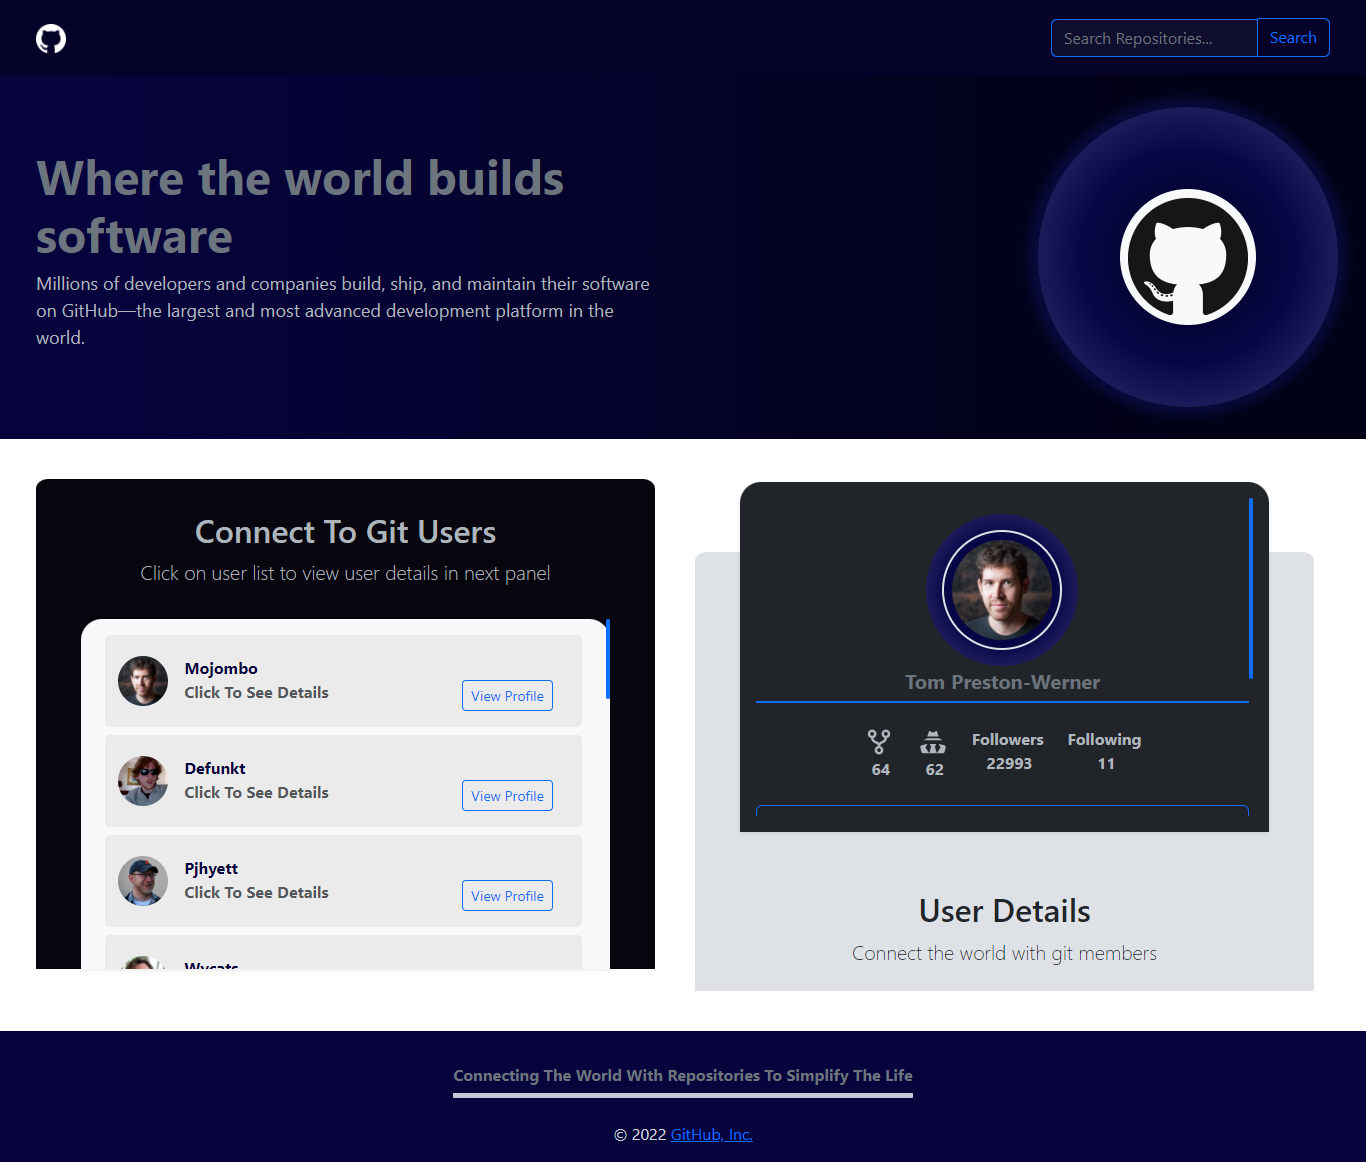 Search Repositories...
Search
Where the world builds
software
Millions of developers and companies build, ship, and maintain their software
on GitHub—the largest and most advanced development platform in the
world.
Connect To Git Users
Click on user list to view user details in next panel
Mojombo
Click To See Details
View Profile
Defunkt
Click To See Details
View Profile
Pjhyett
Click To See Details
View Profile
Wycats
Tom Preston-Werner
64
62
Followers
22993
Following
11
User Details
Connect the world with git members
Connecting The World With Repositories To Simplify The Life
© 2022 GitHub, Inc.